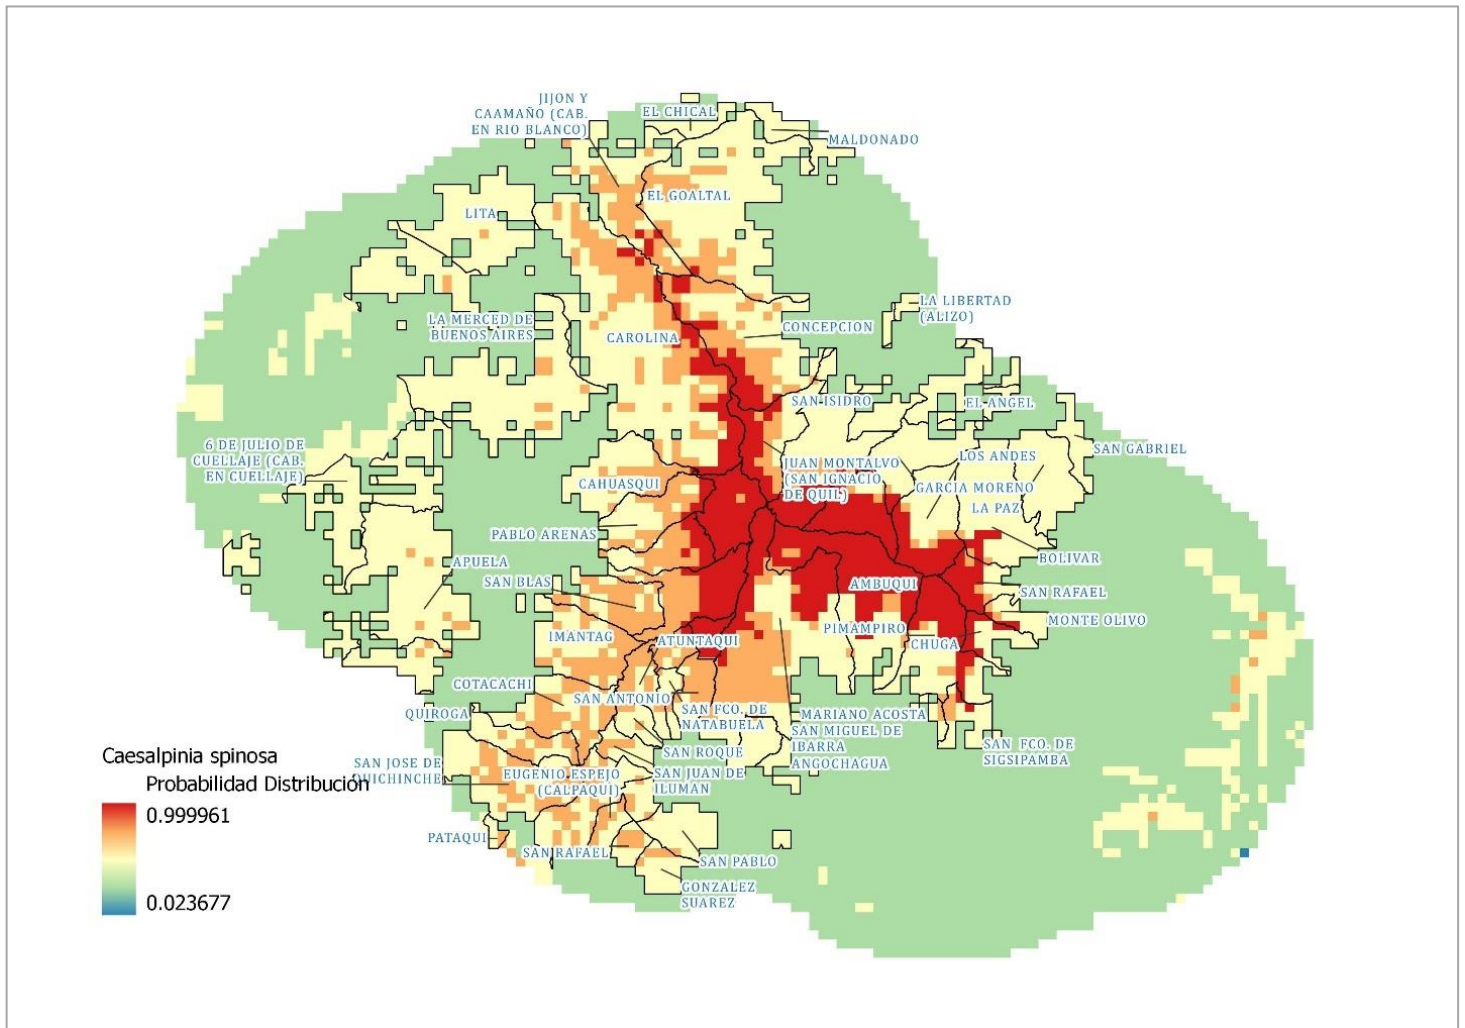 JIJON Y
CAAMAÑO (CAB.
EN RIO BLANCO)
EL CHICAL
MALDONADO
EL GOALTAL
LITA
LA LIBERTAD
(ALIZO)
LA MERCED DE
BUENOS AIRES
CAROLINA
CONCEPCION
SAN ISIDRO
EL ANGEL
6 DE JULIO DE
CUELLAJE (CAB.
EN CUELLAJE)
SAN GABRIEL
JUAN MONTALVO
(SAN IGNACIO
DE QUIL)
LOS ANDES
CAHUASQUI
GARCIA MORENO
LA PAZ
PABLO ARENAS
BOLIVAR
APUELA
SAN BLAS
AMBUQUI
SAN RAFAEL
MONTE OLIVO
IMANTAG
ATUNTAQUI
PIMAMPIRO
CHUGA
COTACACHI
SAN ANTONIO
QUIROGA
SAN FCO. DE
NATABUELA
MARIANO ACOSTA
SAN MIGUEL DE
IBARRA
ANGOCHAGUA
SAN FCO. DE
SIGSIPAMBA
SAN ROQUE
SAN JOSE DE
QUICHINCHE
EUGENIO ESPEJO
(CALPAQUI)
SAN JUAN DE
ILUMAN
PATAQUI
SAN RAFAEL
SAN PABLO
GONZALEZ
SUAREZ
Caesalpinia spinosa
Probabilidad Distribución
0.999961
0.023677